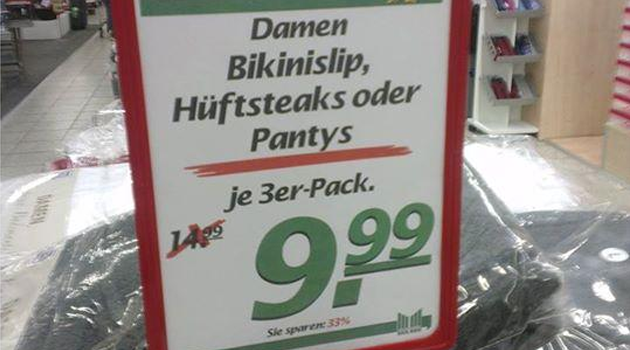 Damen
Bikinislip,
Hüftsteaks oder
Pantys
je 3er-Pack.
14.99
9.99
Sie sparen: 33%